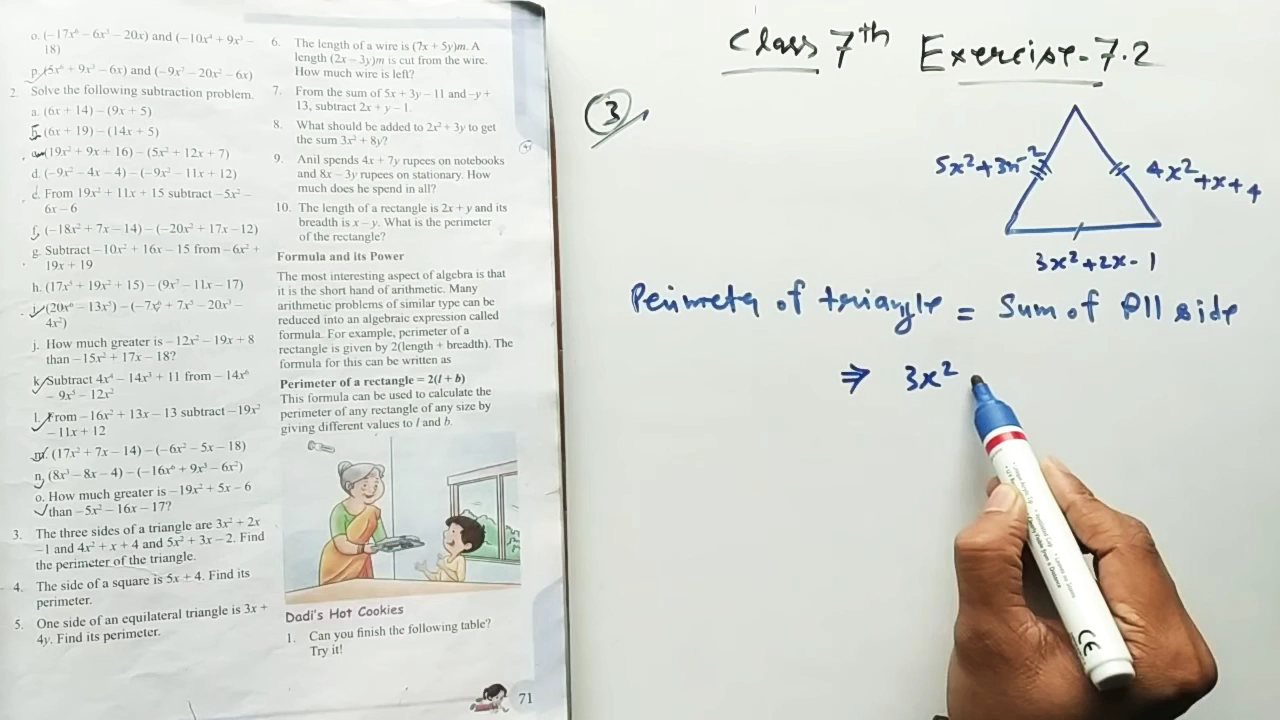 o. (−17x⁶ − 6x³ − 20x) and (−10x⁴ + 9x³ −
18)
p. (5x⁶ + 9x³ − 6x) and (−9x⁷ − 20x² − 6x)
2. Solve the following subtraction problem.
a. (6x + 14) − (9x + 5)
(6x + 19) − (14x + 5)
(19x² + 9x + 16) − (5x² + 12x + 7)
d. (−9x² − 4x − 4) − (−9x² − 11x + 12)
From 19x² + 11x + 15 subtract −5x² −
6x − 6
f. (−18x² + 7x − 14) − (−20x² + 17x − 12)
g. Subtract −10x² + 16x − 15 from −6x² +
19x + 19
h. (17x³ + 19x² + 15) − (9x⁷ − 11x − 17)
(20x⁶ − 13x⁵) − (−7x⁶ + 7x⁵ − 20x³ −
4x²)
j. How much greater is −12x² − 19x + 8
than −15x² + 17x − 18?
k. Subtract 4x⁴ − 14x³ + 11 from −14x⁶
− 9x⁵ − 12x²
l. From −16x² + 13x − 13 subtract −19x²
− 11x + 12
m. (17x² + 7x − 14) − (−6x² − 5x − 18)
n. (8x³ − 8x − 4) − (−16x⁶ + 9x³ − 6x²)
o. How much greater is −19x² + 5x − 6
than −5x² − 16x − 17?
3. The three sides of a triangle are 3x² + 2x
−1 and 4x² + x + 4 and 5x² + 3x − 2. Find
the perimeter of the triangle.
4. The side of a square is 5x + 4. Find its
perimeter.
5. One side of an equilateral triangle is 3x +
4y. Find its perimeter.
6. The length of a wire is (7x + 5y)m. A
length (2x − 3y)m is cut from the wire.
How much wire is left?
7. From the sum of 5x + 3y − 11 and −y +
13, subtract 2x + y − 1.
8. What should be added to 2x² + 3y to get
the sum 3x² + 8y?
9. Anil spends 4x + 7y rupees on notebooks
and 8x − 3y rupees on stationary. How
much does he spend in all?
10. The length of a rectangle is 2x + y and its
breadth is x − y. What is the perimeter
of the rectangle?
Formula and its Power
The most interesting aspect of algebra is that
it is the short hand of arithmetic. Many
arithmetic problems of similar type can be
reduced into an algebraic expression called
formula. For example, perimeter of a
rectangle is given by 2(length + breadth). The
formula for this can be written as
Perimeter of a rectangle = 2(l + b)
This formula can be used to calculate the
perimeter of any rectangle of any size by
giving different values to l and b.
Dadi's Hot Cookies
1. Can you finish the following table?
Try it!
71
Class 7th Exercise-7.2
3
5x²+3x-2
4x²+x+4
3x²+2x-1
Perimeter of triangle = Sum of All side
⇒ 3x²
CE